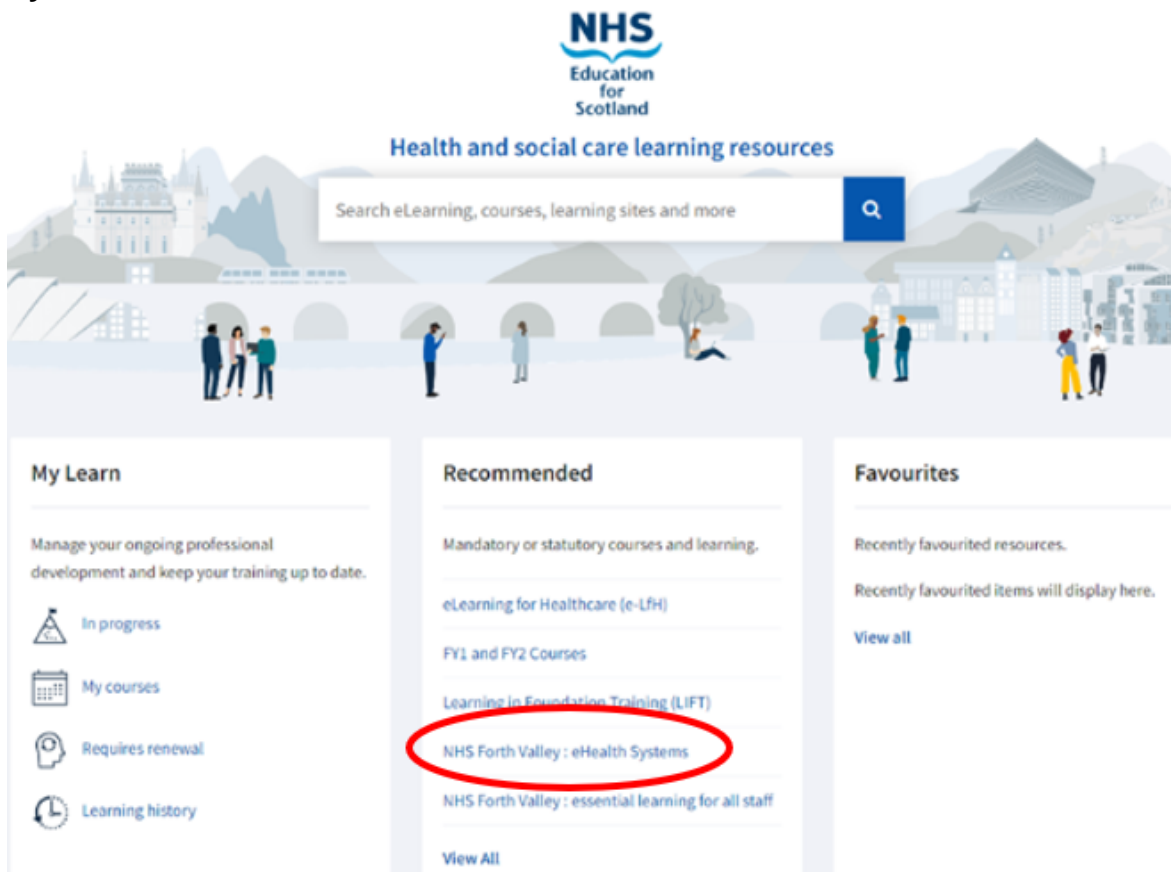 NHS
Education
for
Scotland
Health and social care learning resources
Search eLearning, courses, learning sites and more
My Learn
Manage your ongoing professional
development and keep your training up to date.
In progress
My courses
Requires renewal
Learning history
Recommended
Mandatory or statutory courses and learning.
eLearning for Healthcare (e-LfH)
FY1 and FY2 Courses
Learning in Foundation Training (LIFT)
NHS Forth Valley : eHealth Systems
NHS Forth Valley : essential learning for all staff
View All
Favourites
Recently favourited resources.
Recently favourited items will display here.
View all